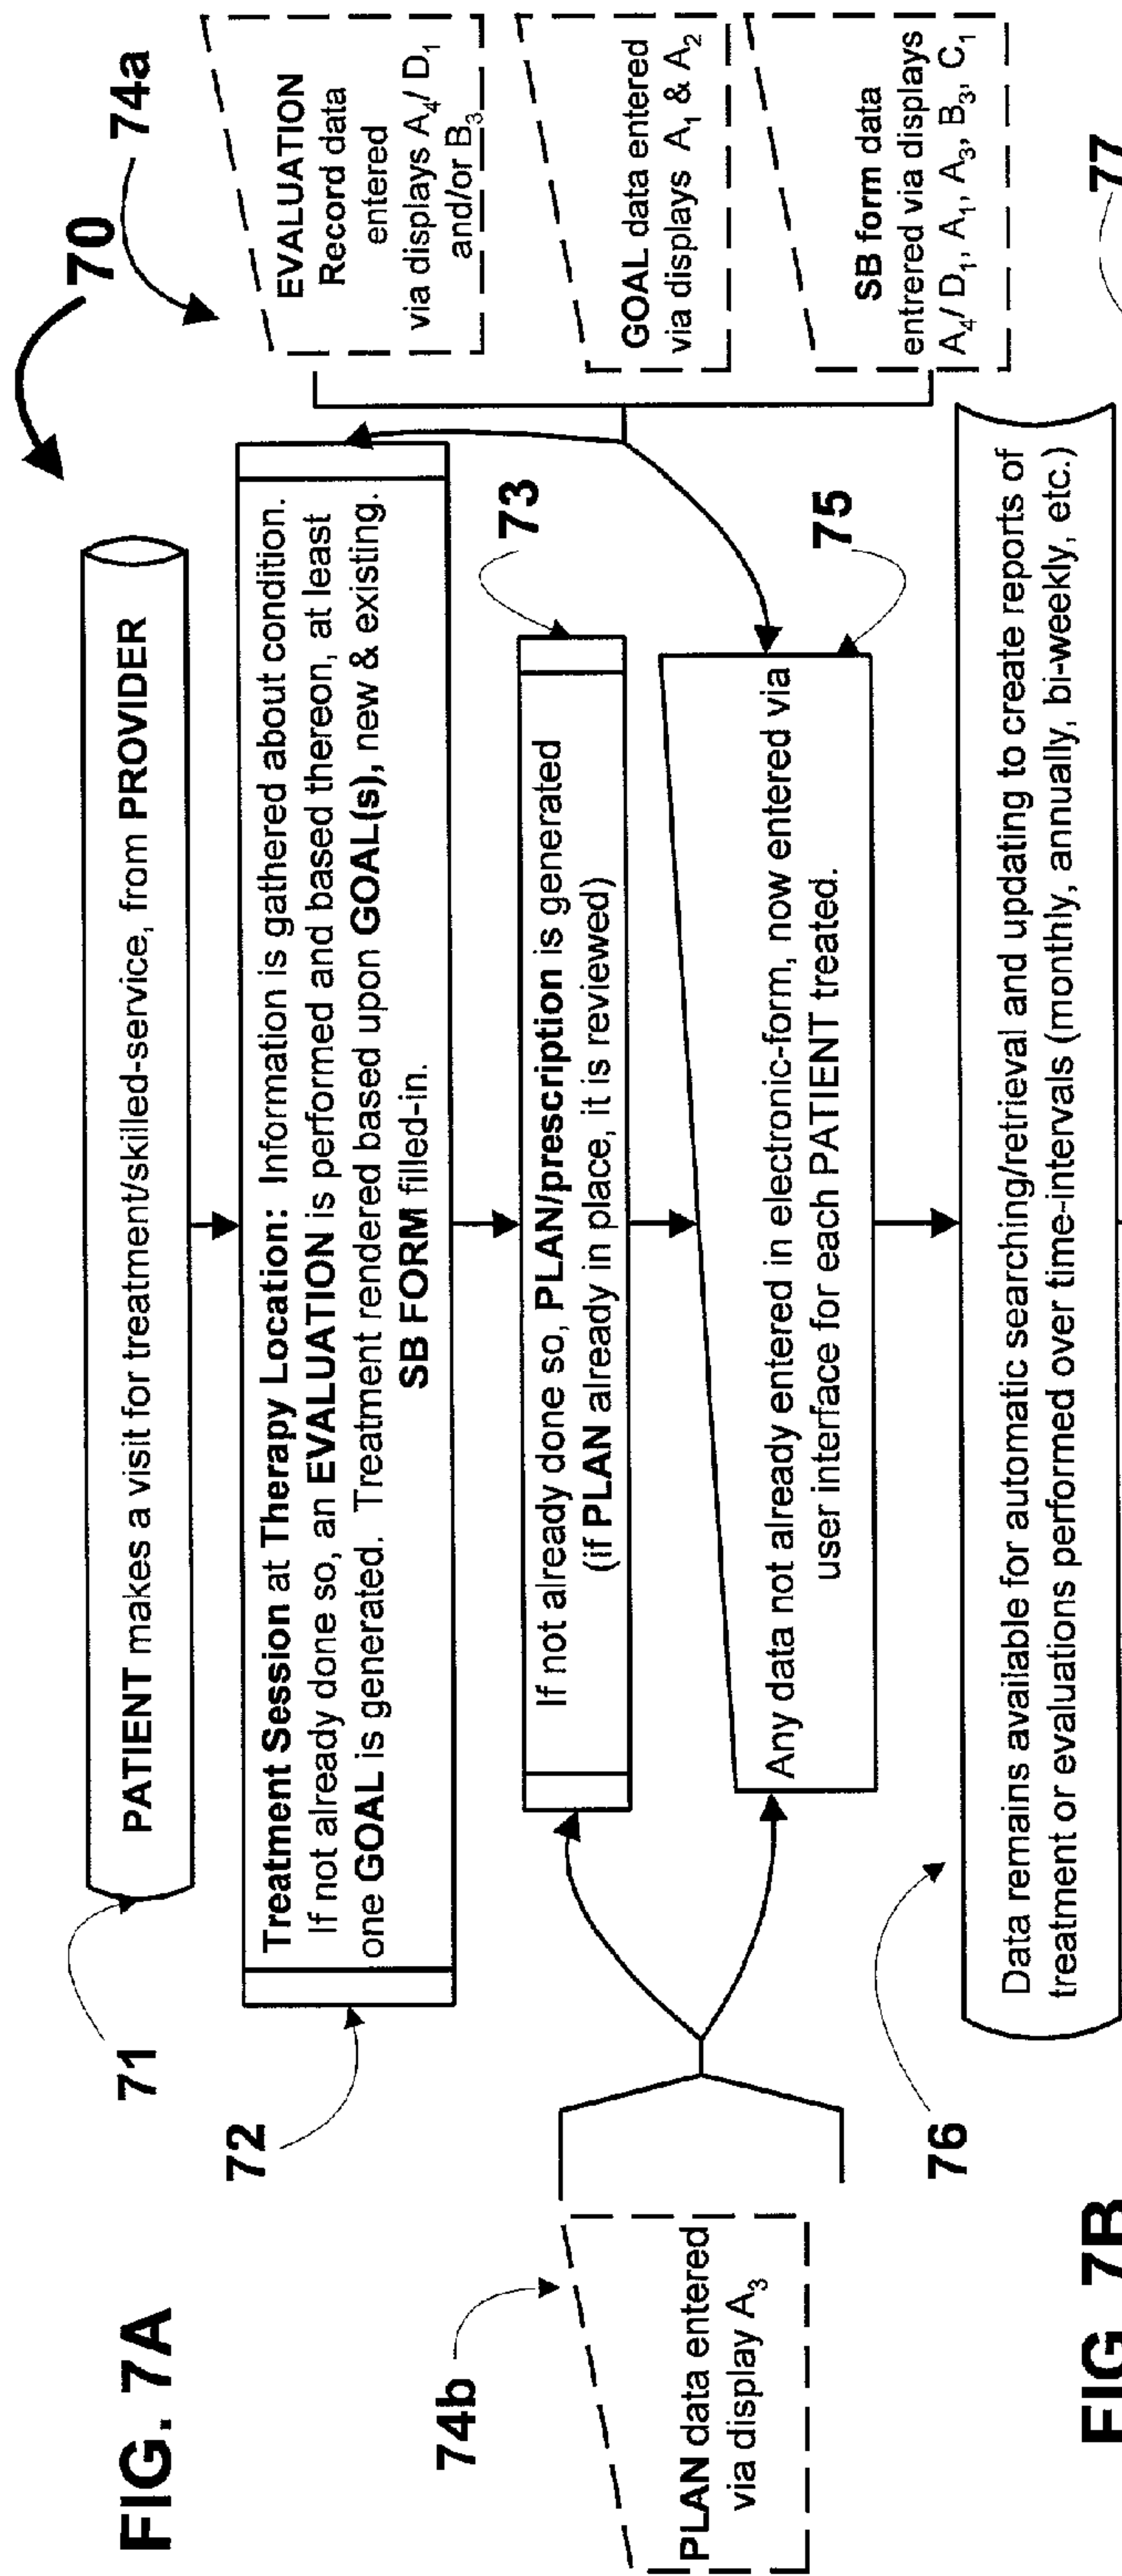 FIG. 7A
70
74a
71
PATIENT makes a visit for treatment/skilled-service, from PROVIDER
72
Treatment Session at Therapy Location: Information is gathered about condition.
If not already done so, an EVALUATION is performed and based thereon, at least
one GOAL is generated. Treatment rendered based upon GOAL(s), new & existing.
SB FORM filled-in.
EVALUATION
Record data
entered
via displays A4/ D1
and/or B3
GOAL data entered
via displays A1 & A2
SB form data
entrered via displays
A4/ D1, A1, A3, B3, C1
73
If not already done so, PLAN/prescription is generated
(if PLAN already in place, it is reviewed)
74b
PLAN data entered
via display A3
75
Any data not already entered in electronic-form, now entered via
user interface for each PATIENT treated.
76
Data remains available for automatic searching/retrieval and updating to create reports of
treatment or evaluations performed over time-intervals (monthly, annually, bi-weekly, etc.)
77
FIG. 7B